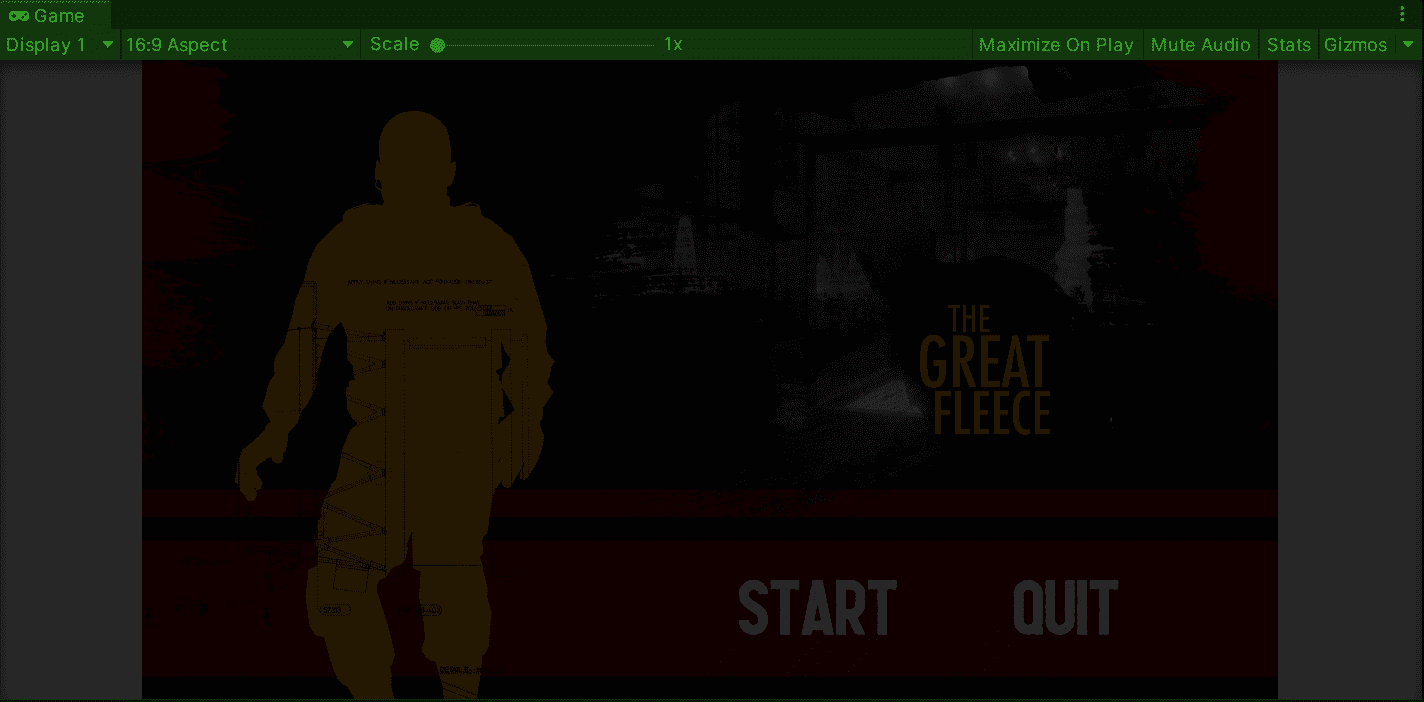 Game
Display 1 16:9 Aspect Scale 1x Maximize On Play Mute Audio Stats Gizmos
THE
GREAT
FLEECE
START QUIT